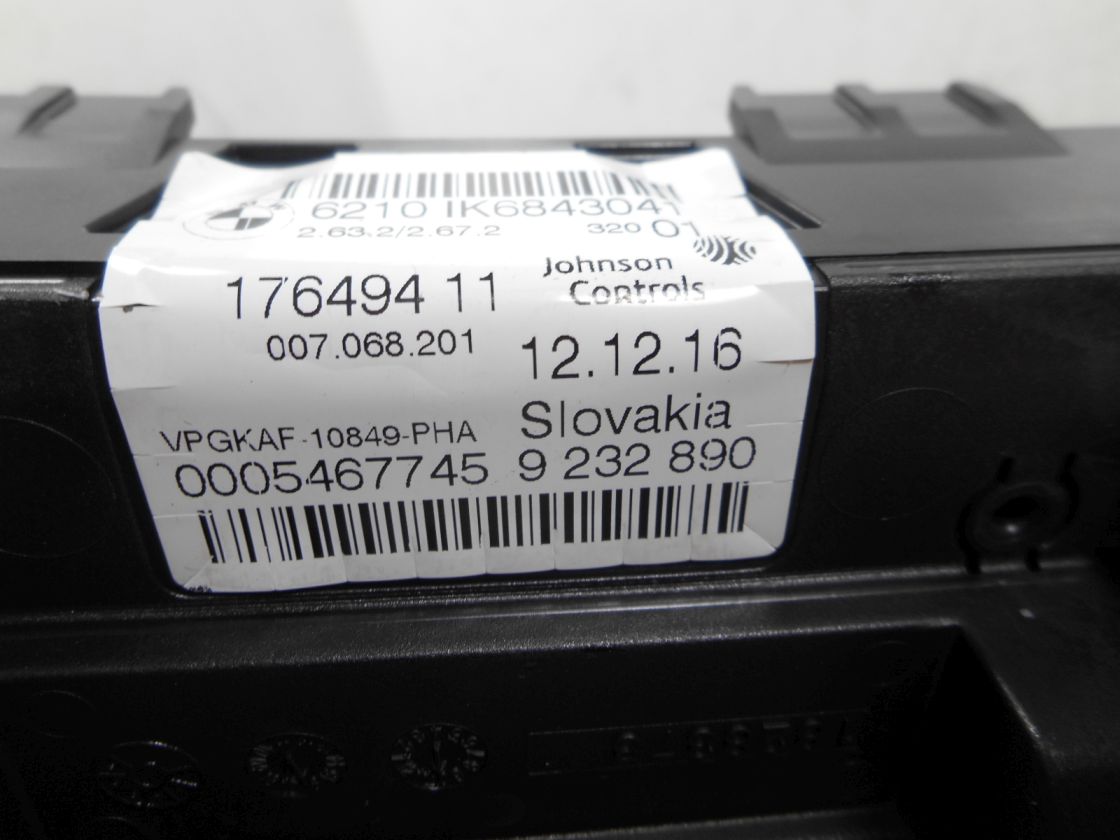 6210 IK6843041
2.63.2/2.67.2 320 01
Johnson
Controls
176494 11
007.068.201
12.12.16
VPGKAF-10849-PHA
Slovakia
0005467745 9 232 890